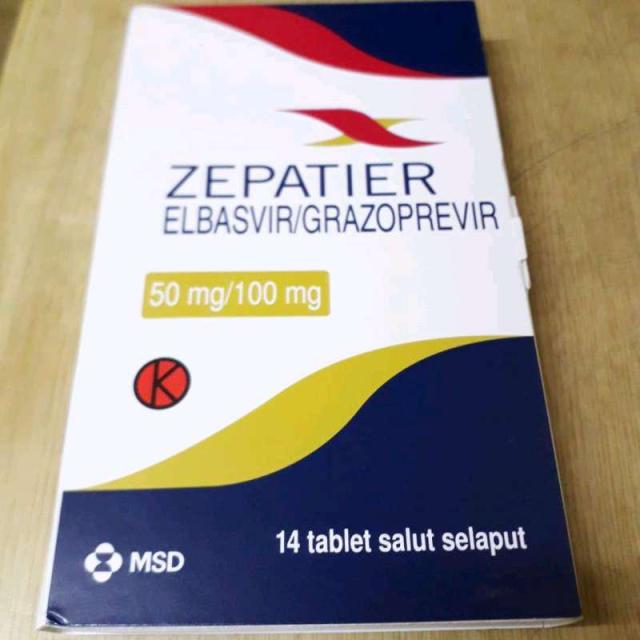 ZEPATIER
ELBASVIR/GRAZOPREVIR
50 mg/100 mg
K
14 tablet salut selaput
MSD